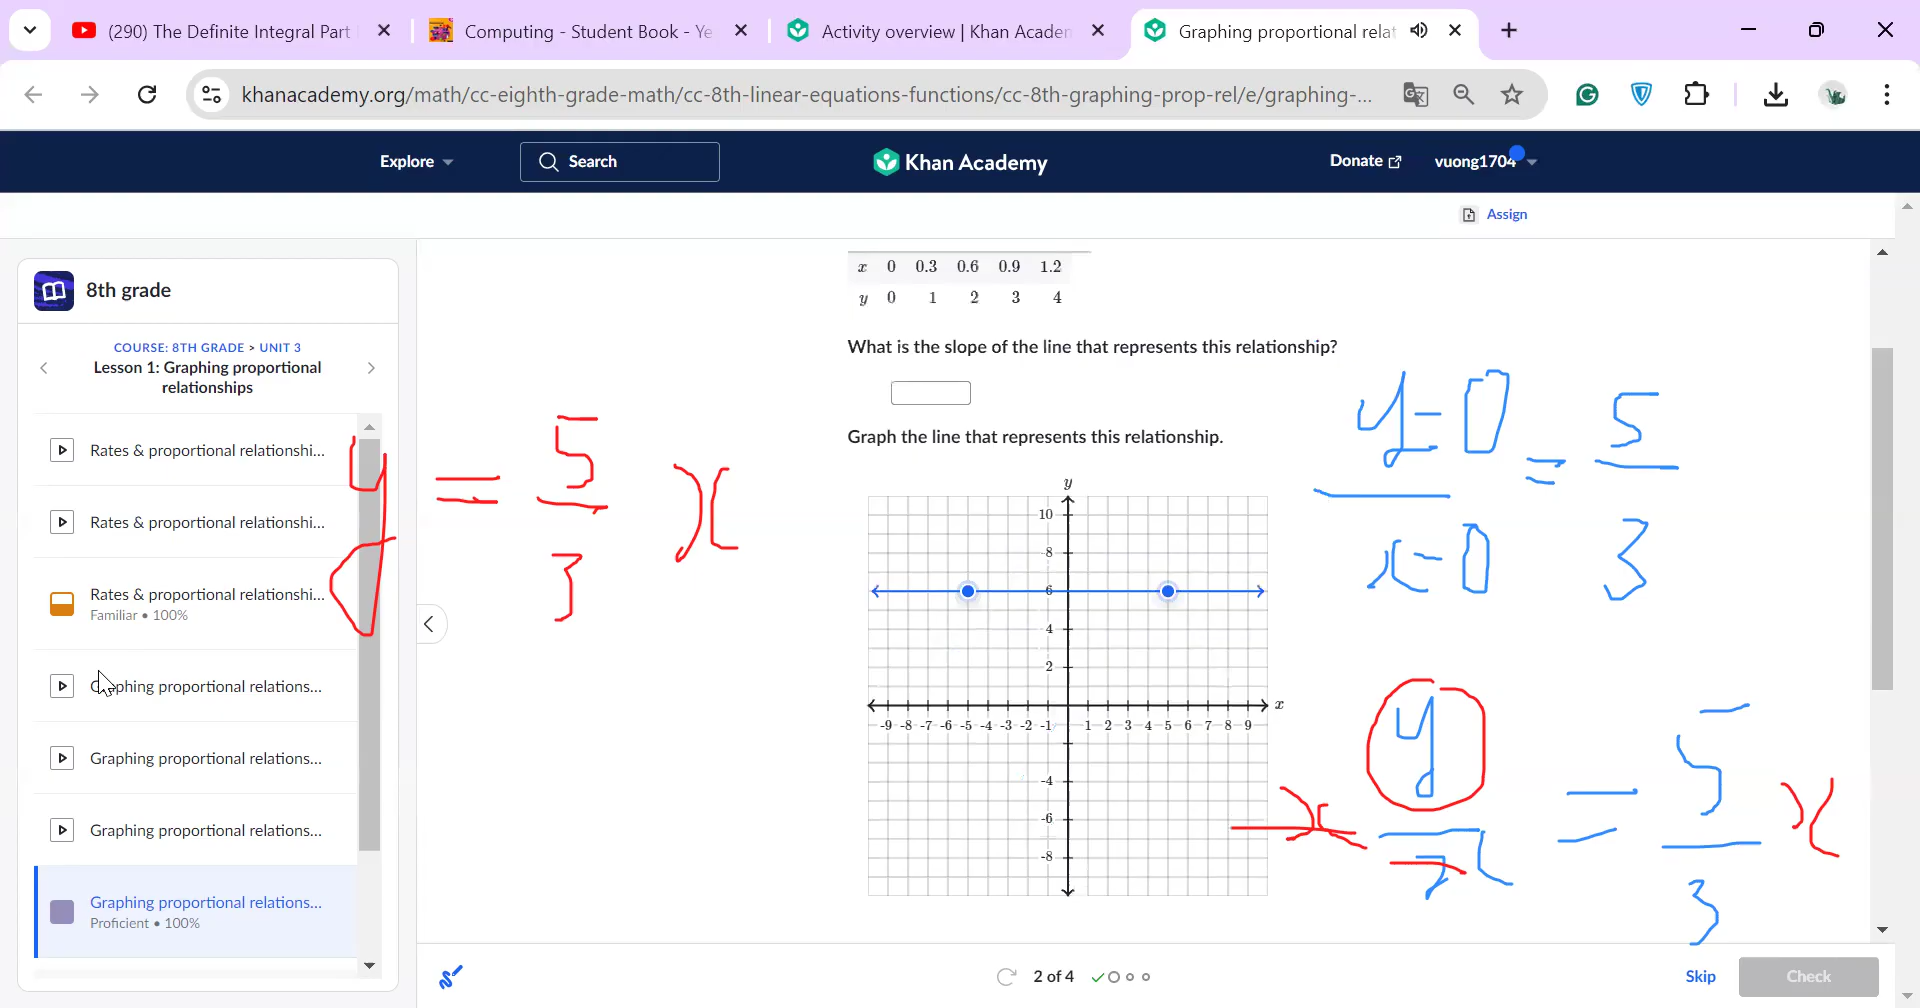 (290) The Definite Integral Part
Computing - Student Book - Ye
Activity overview | Khan Academ
Graphing proportional relat
khanacademy.org/math/cc-eighth-grade-math/cc-8th-linear-equations-functions/cc-8th-graphing-prop-rel/e/graphing-...
Explore
Search
Khan Academy
Donate
vuong1704
Assign
8th grade
COURSE: 8TH GRADE > UNIT 3
Lesson 1: Graphing proportional
relationships
Rates & proportional relationshi...
Rates & proportional relationshi...
Rates & proportional relationshi...
Familiar • 100%
Graphing proportional relations...
Graphing proportional relations...
Graphing proportional relations...
Graphing proportional relations...
Proficient • 100%
x 0 0.3 0.6 0.9 1.2
y 0 1 2 3 4
What is the slope of the line that represents this relationship?
Graph the line that represents this relationship.
y
10
8
6
4
2
-9 -8 -7 -6 -5 -4 -3 -2 -1 1 2 3 4 5 6 7 8 9
x
-4
-6
-8
y = 5
3 x
y - 0 = 5
x - 0 3
x y = 5 x
x 3
2 of 4
Skip
Check